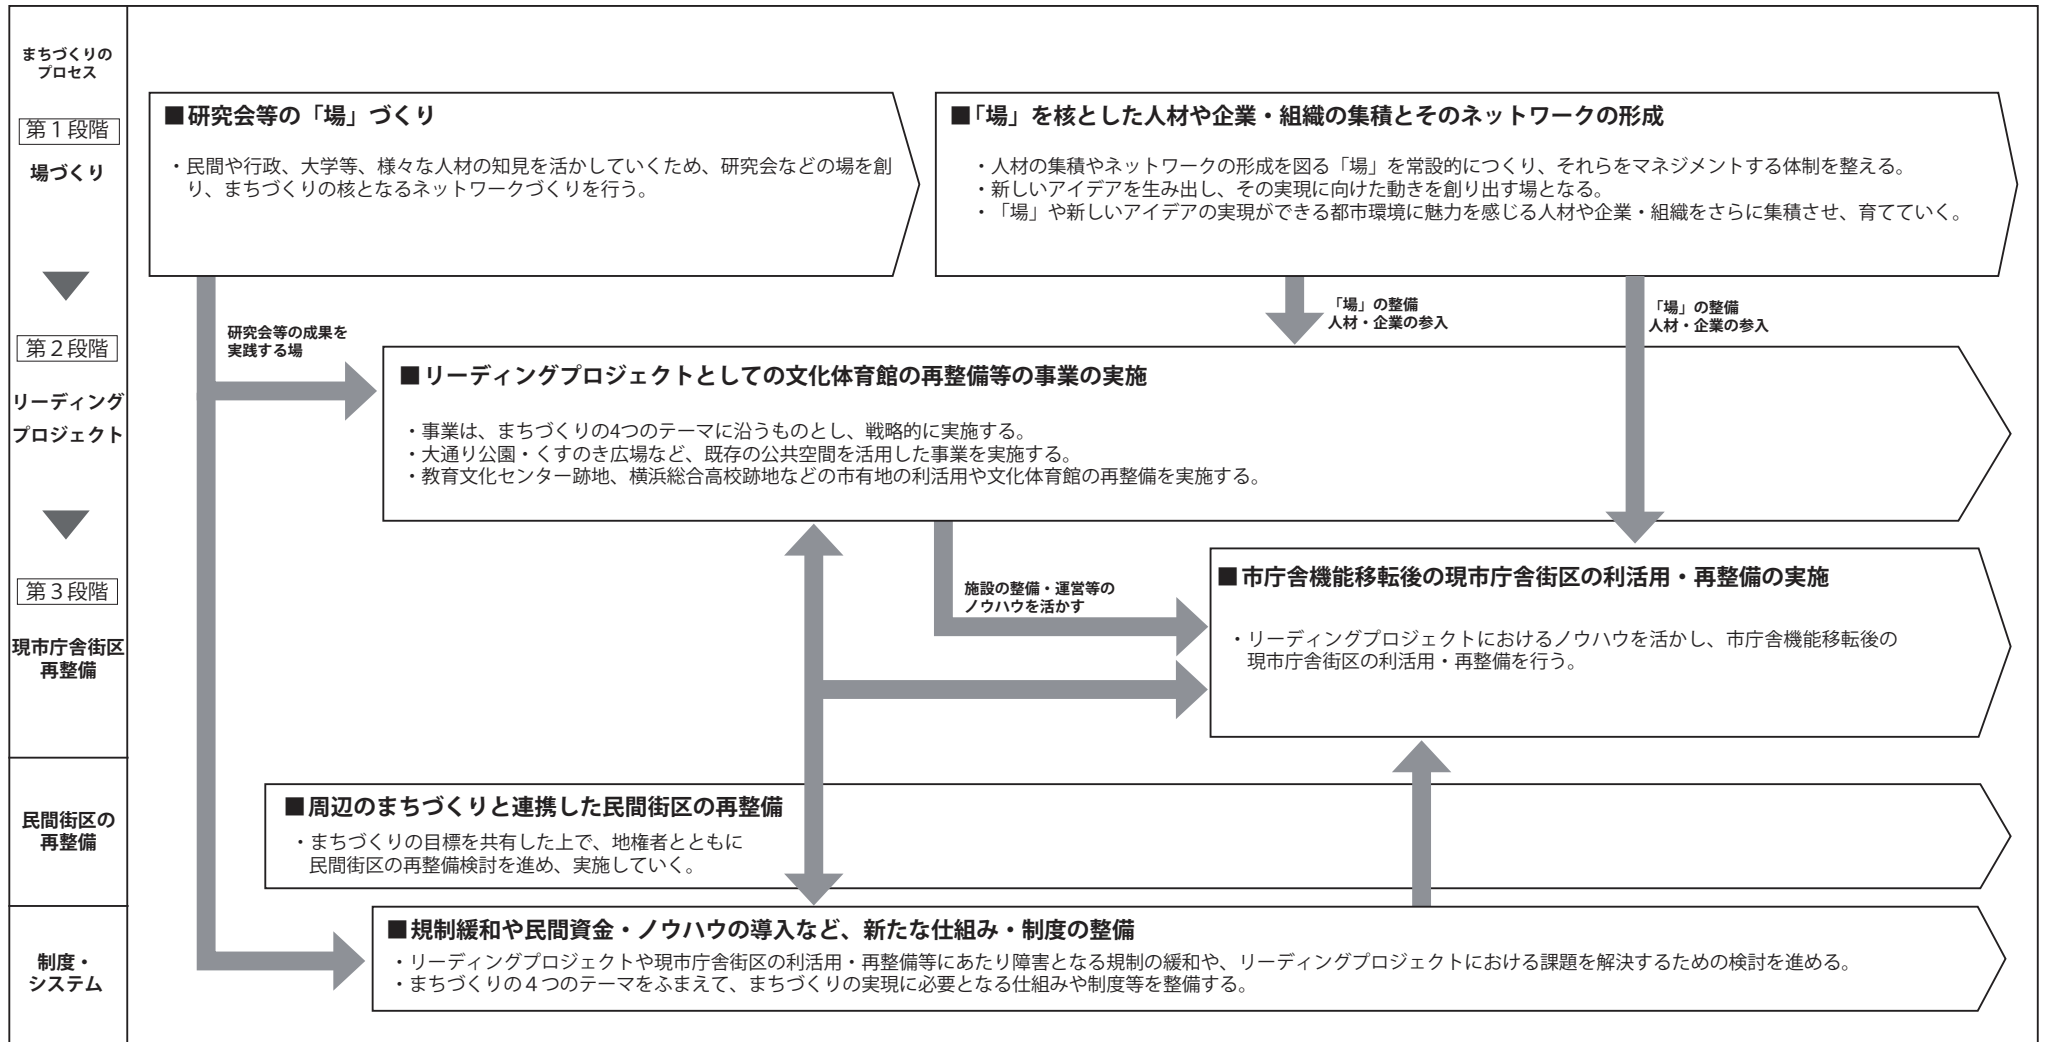 まちづくりの
プロセス
第１段階
場づくり
■研究会等の「場」づくり
・民間や行政、大学等、様々な人材の知見を活かしていくため、研究会などの場を創
り、まちづくりの核となるネットワークづくりを行う。
■「場」を核とした人材や企業・組織の集積とそのネットワークの形成
・人材の集積やネットワークの形成を図る「場」を常設的につくり、それらをマネジメントする体制を整える。
・新しいアイデアを生み出し、その実現に向けた動きを創り出す場となる。
・「場」や新しいアイデアの実現ができる都市環境に魅力を感じる人材や企業・組織をさらに集積させ、育てていく。
研究会等の成果を
実践する場
「場」の整備
人材・企業の参入
「場」の整備
人材・企業の参入
第２段階
リーディング
プロジェクト
■リーディングプロジェクトとしての文化体育館の再整備等の事業の実施
・事業は、まちづくりの4つのテーマに沿うものとし、戦略的に実施する。
・大通り公園・くすのき広場など、既存の公共空間を活用した事業を実施する。
・教育文化センター跡地、横浜総合高校跡地などの市有地の利活用や文化体育館の再整備を実施する。
第３段階
現市庁舎街区
再整備
施設の整備・運営等の
ノウハウを活かす
■市庁舎機能移転後の現市庁舎街区の利活用・再整備の実施
・リーディングプロジェクトにおけるノウハウを活かし、市庁舎機能移転後の
現市庁舎街区の利活用・再整備を行う。
民間街区の
再整備
■周辺のまちづくりと連携した民間街区の再整備
・まちづくりの目標を共有した上で、地権者とともに
民間街区の再整備検討を進め、実施していく。
制度・
システム
■規制緩和や民間資金・ノウハウの導入など、新たな仕組み・制度の整備
・リーディングプロジェクトや現市庁舎街区の利活用・再整備等にあたり障害となる規制の緩和や、リーディングプロジェクトにおける課題を解決するための検討を進める。
・まちづくりの４つのテーマをふまえて、まちづくりの実現に必要となる仕組みや制度等を整備する。